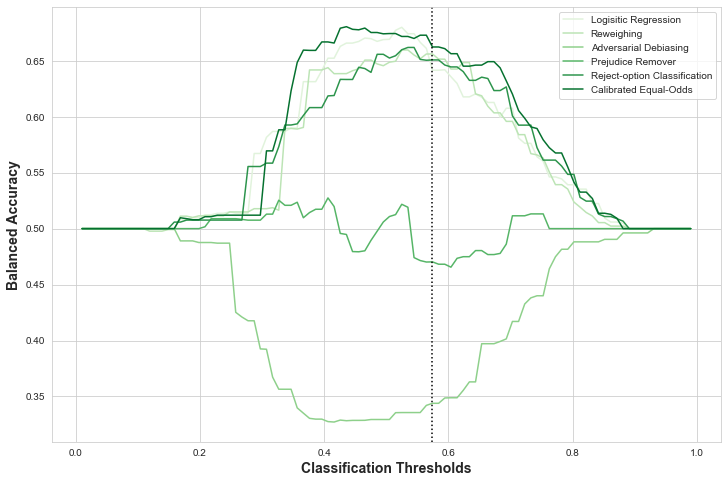 Logisitic Regression
Reweighing
Adversarial Debiasing
Prejudice Remover
Reject-option Classification
Calibrated Equal-Odds
0.65
0.60
0.55
0.50
0.45
0.40
0.35
Balanced Accuracy
0.0 0.2 0.4 0.6 0.8 1.0
Classification Thresholds